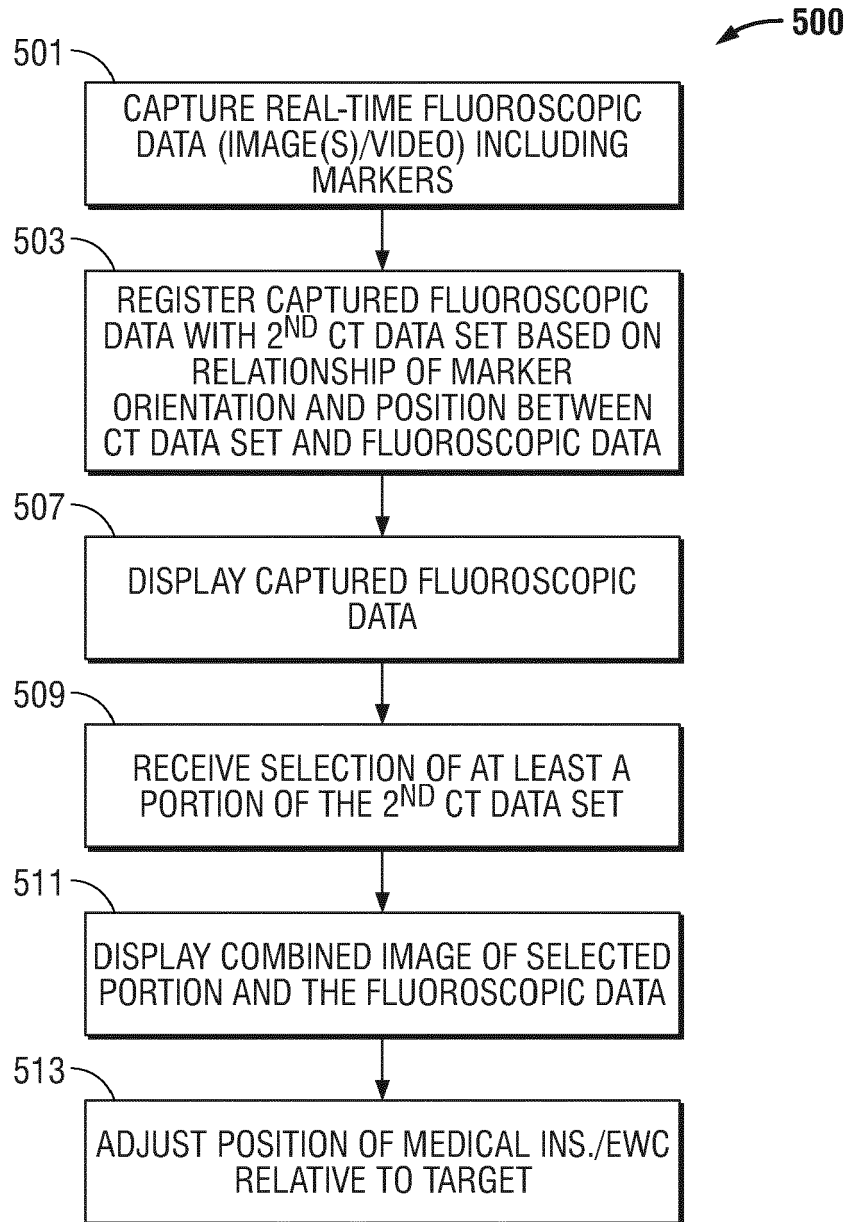 500
501
CAPTURE REAL-TIME FLUOROSCOPIC
DATA (IMAGE(S)/VIDEO) INCLUDING
MARKERS
503
REGISTER CAPTURED FLUOROSCOPIC
DATA WITH 2ND CT DATA SET BASED ON
RELATIONSHIP OF MARKER
ORIENTATION AND POSITION BETWEEN
CT DATA SET AND FLUOROSCOPIC DATA
507
DISPLAY CAPTURED FLUOROSCOPIC
DATA
509
RECEIVE SELECTION OF AT LEAST A
PORTION OF THE 2ND CT DATA SET
511
DISPLAY COMBINED IMAGE OF SELECTED
PORTION AND THE FLUOROSCOPIC DATA
513
ADJUST POSITION OF MEDICAL INS./EWC
RELATIVE TO TARGET